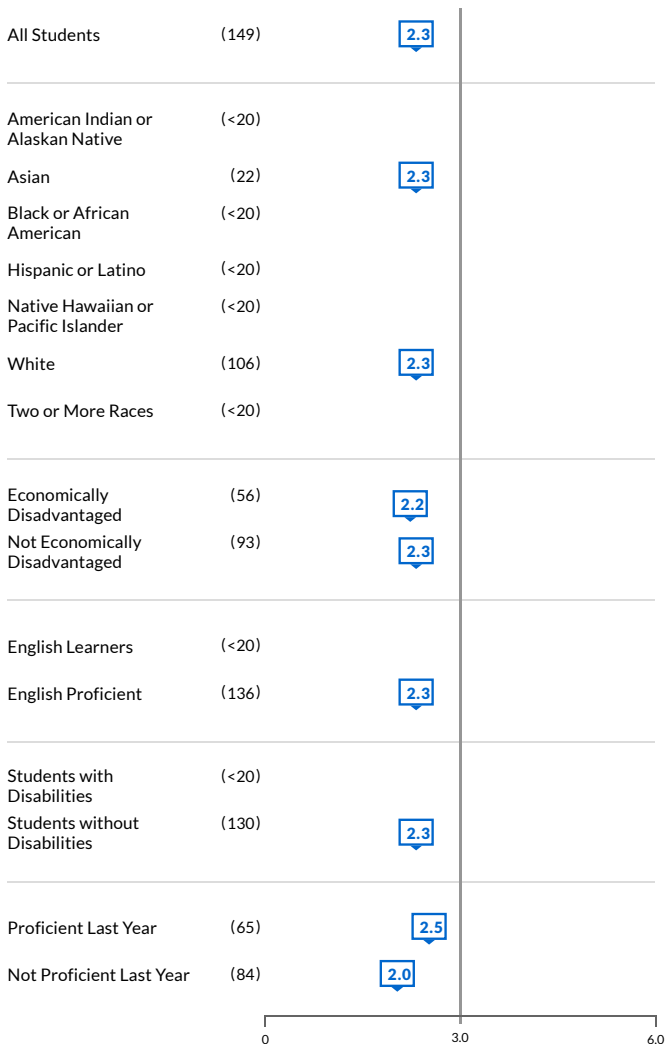 All Students (149) 2.3
American Indian or (<20)
Alaskan Native
Asian (22) 2.3
Black or African (<20)
American
Hispanic or Latino (<20)
Native Hawaiian or (<20)
Pacific Islander
White (106) 2.3
Two or More Races (<20)
Economically (56) 2.2
Disadvantaged
Not Economically (93) 2.3
Disadvantaged
English Learners (<20)
English Proficient (136) 2.3
Students with (<20)
Disabilities
Students without (130) 2.3
Disabilities
Proficient Last Year (65) 2.5
Not Proficient Last Year (84) 2.0
0 3.0 6.0